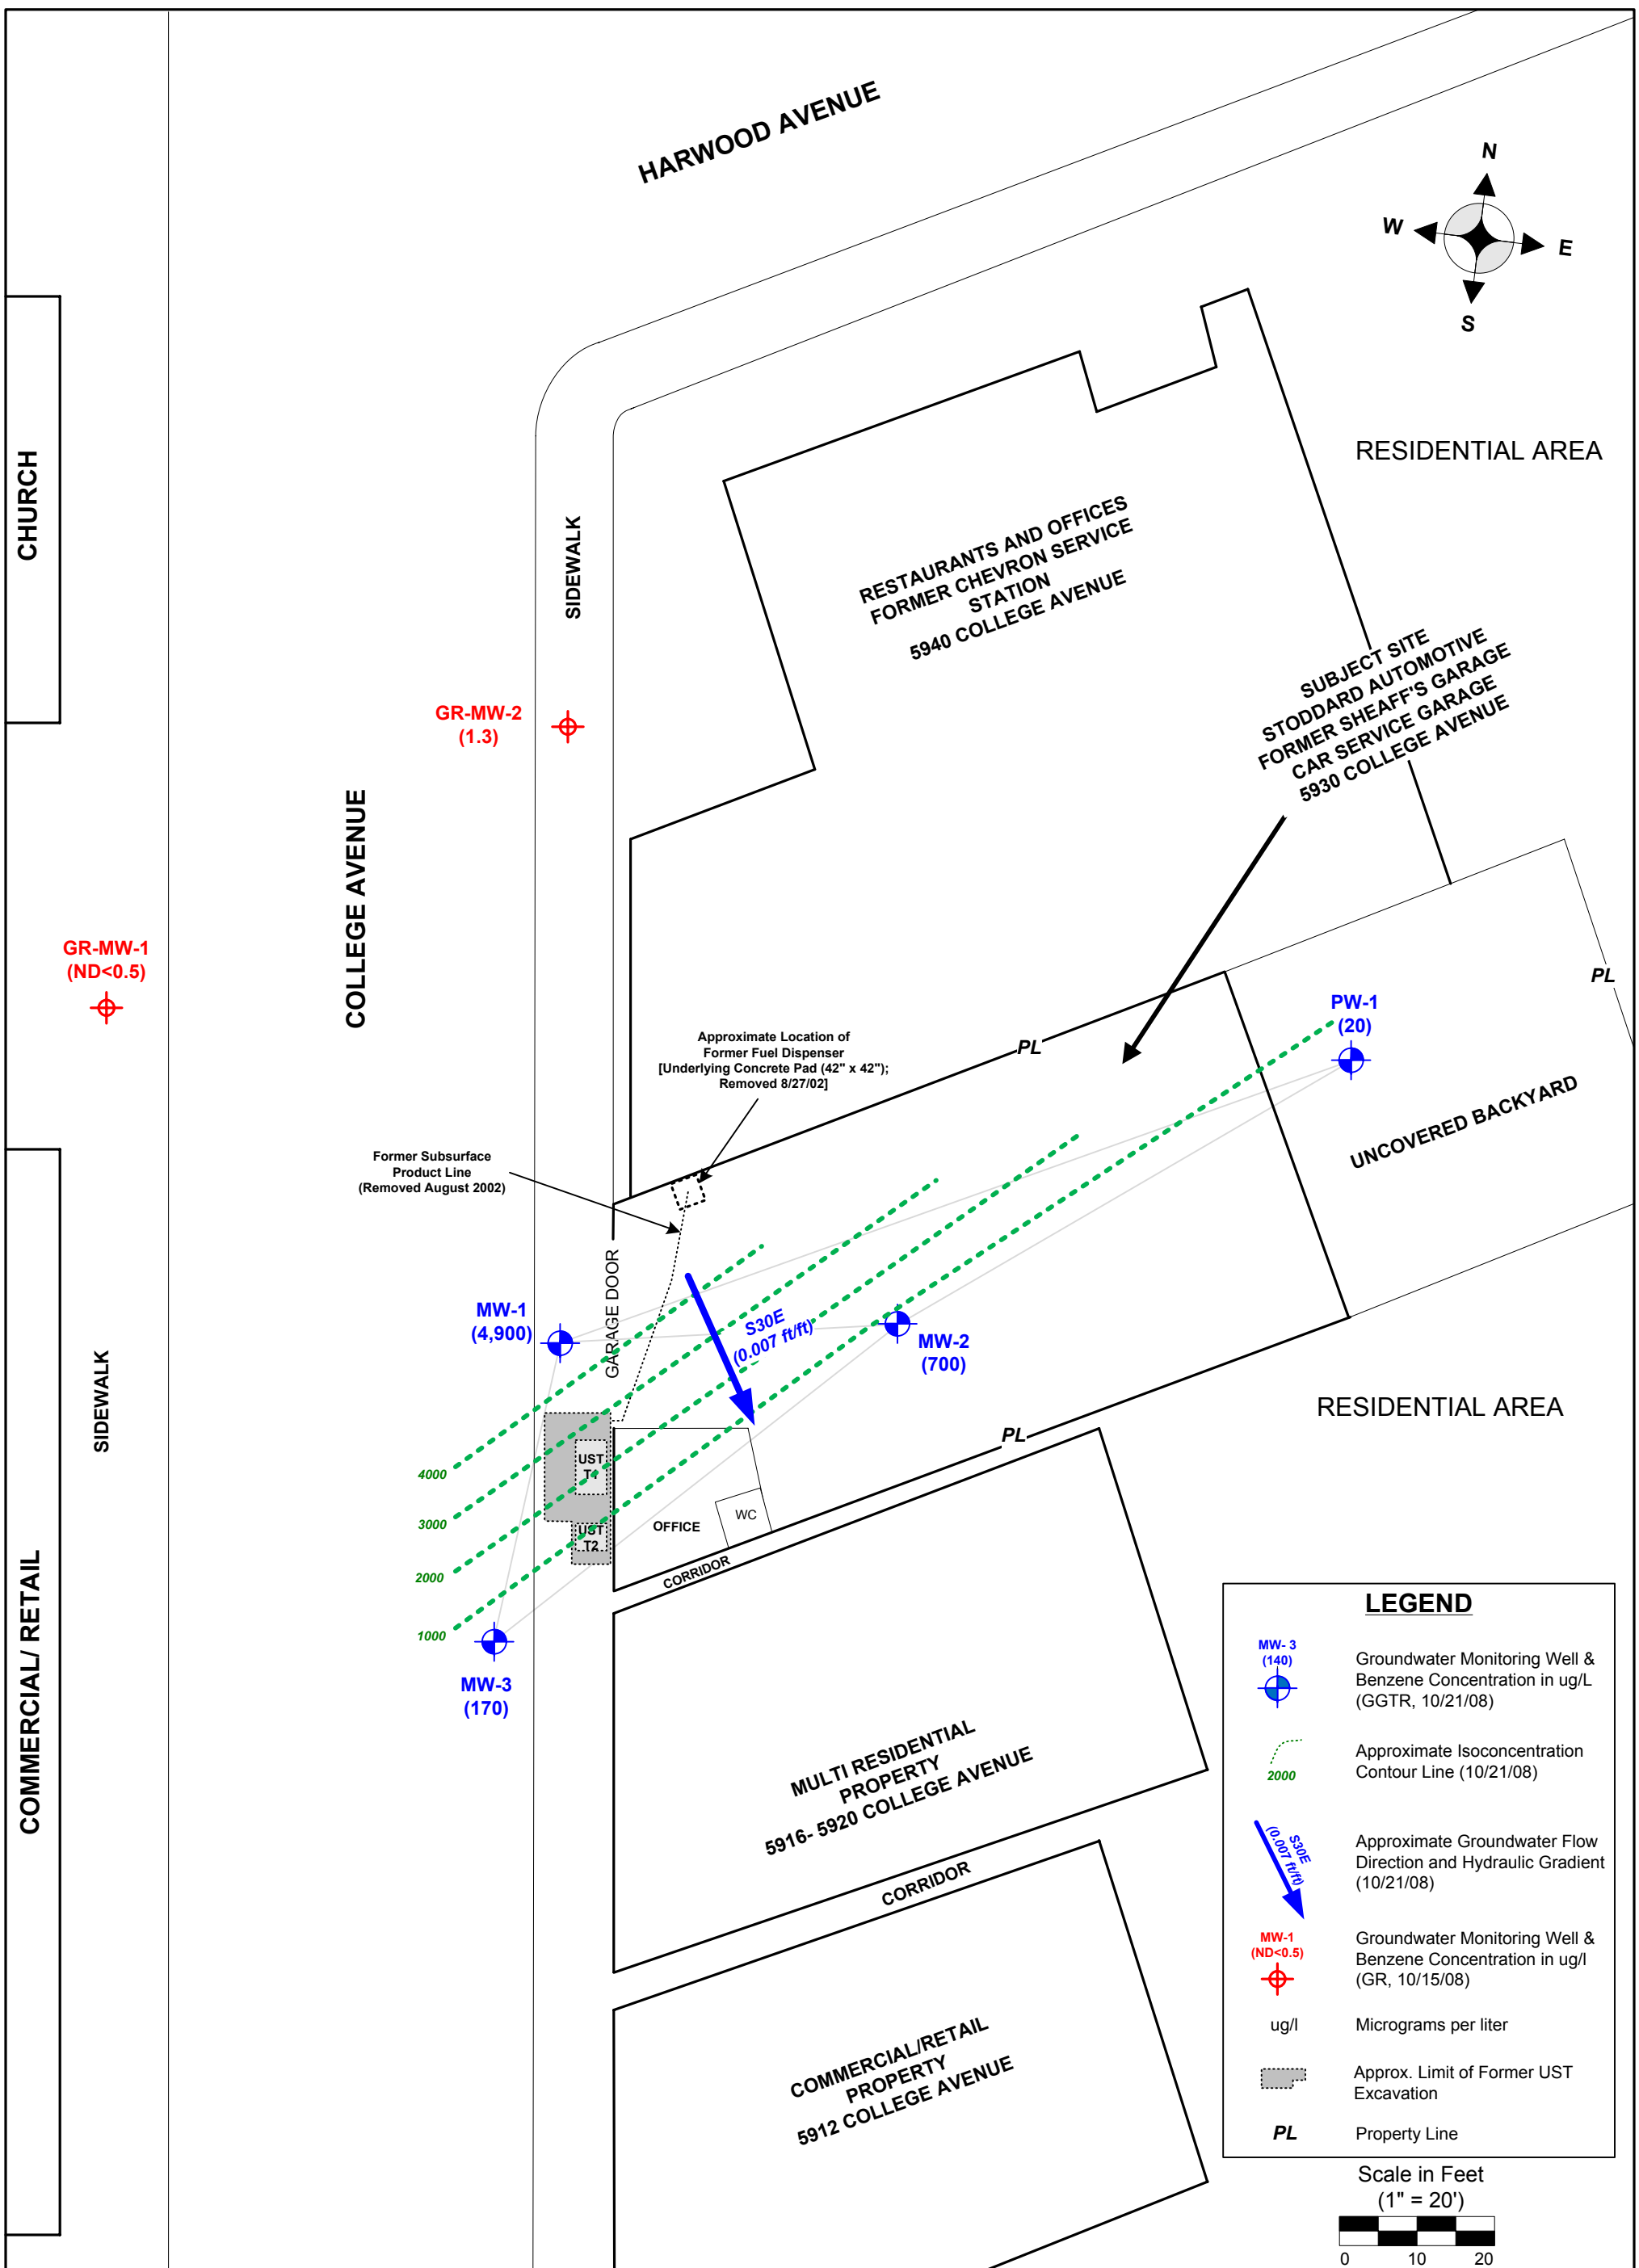 HARWOOD AVENUE
N
W
E
S
CHURCH
RESIDENTIAL AREA
SIDEWALK
RESTAURANTS AND OFFICES
FORMER CHEVRON SERVICE
STATION
5940 COLLEGE AVENUE
SUBJECT SITE
STODDARD AUTOMOTIVE
FORMER SHEAFF'S GARAGE
CAR SERVICE GARAGE
5930 COLLEGE AVENUE
GR-MW-2
(1.3)
COLLEGE AVENUE
GR-MW-1
(ND<0.5)
PL
PW-1
(20)
Approximate Location of
Former Fuel Dispenser
[Underlying Concrete Pad (42" x 42");
Removed 8/27/02]
PL
UNCOVERED BACKYARD
Former Subsurface
Product Line
(Removed August 2002)
GARAGE DOOR
MW-1
(4,900)
S30E
(0.007 ft/ft)
MW-2
(700)
SIDEWALK
RESIDENTIAL AREA
PL
4000
3000
2000
1000
UST
T1
UST
T2
OFFICE
WC
CORRIDOR
MW-3
(170)
COMMERCIAL/ RETAIL
MULTI RESIDENTIAL
PROPERTY
5916- 5920 COLLEGE AVENUE
CORRIDOR
COMMERCIAL/RETAIL
PROPERTY
5912 COLLEGE AVENUE
LEGEND
MW- 3
(140)
Groundwater Monitoring Well &
Benzene Concentration in ug/L
(GGTR, 10/21/08)
2000
Approximate Isoconcentration
Contour Line (10/21/08)
S30E
(0.007 ft/ft)
Approximate Groundwater Flow
Direction and Hydraulic Gradient
(10/21/08)
MW-1
(ND<0.5)
Groundwater Monitoring Well &
Benzene Concentration in ug/l
(GR, 10/15/08)
ug/l
Micrograms per liter
Approx. Limit of Former UST
Excavation
PL
Property Line
Scale in Feet
(1" = 20')
0 10 20